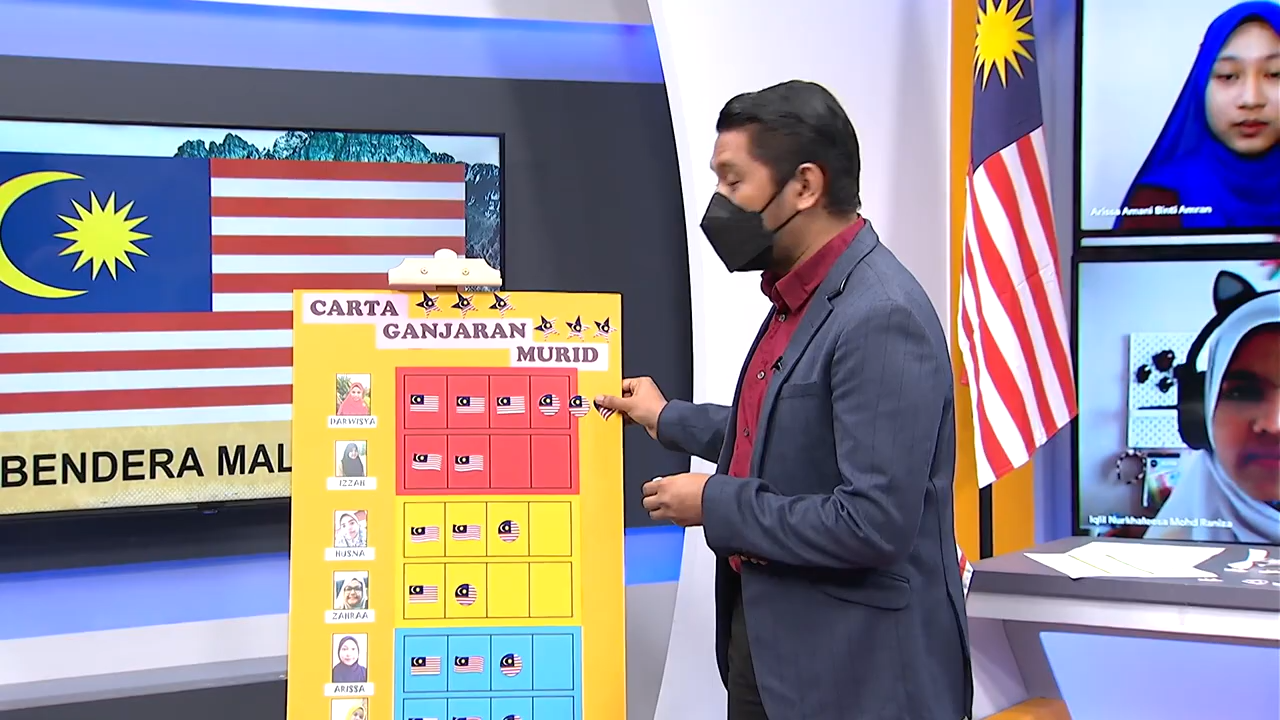 BENDERA MAL
CARTA
GANJARAN
MURID
DARWISYA
IZZAH
HUSNA
ZAHRAA
ARISSA
Arissa Amani Binti Amran
Iqlil Nurkhaleesa Mohd Raniza